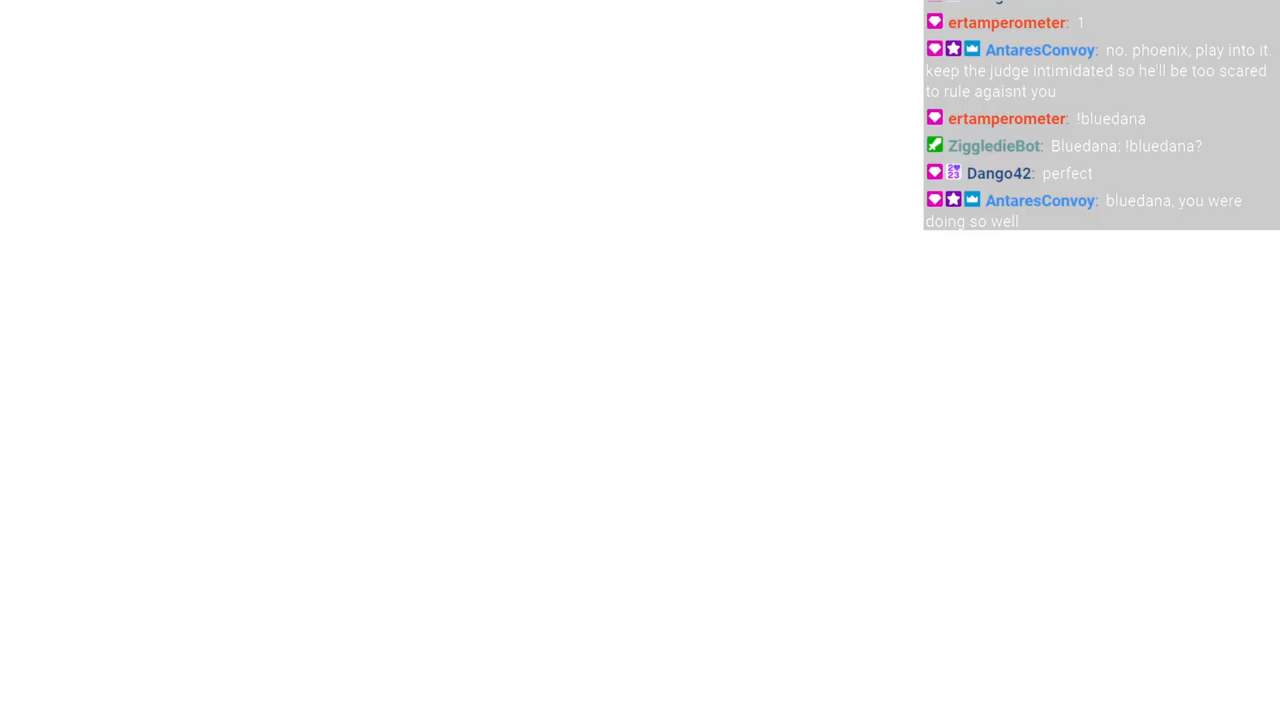 ertamperometer: 1
AntaresConvoy: no. phoenix, play into it.
keep the judge intimidated so he'll be too scared
to rule agaisnt you
ertamperometer: !bluedana
ZiggledieBot: Bluedana: !bluedana?
Dango42: perfect
AntaresConvoy: bluedana, you were
doing so well